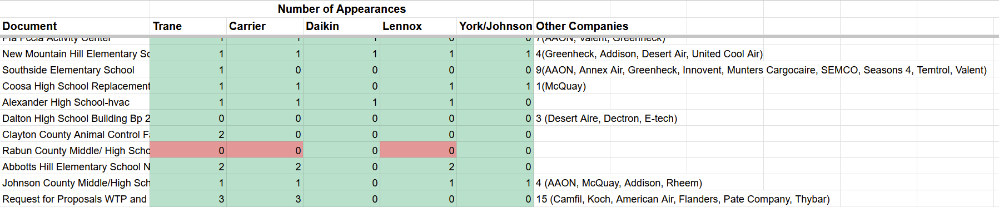 Number of Appearances
Document Trane Carrier Daikin Lennox York/Johnson Other Companies
Pla Fccla Activity Center 1 1 1 0 0 7(AAON, Valent, Greenheck)
New Mountain Hill Elementary Sc 1 1 1 1 1 4(Greenheck, Addison, Desert Air, United Cool Air)
Southside Elementary School 1 0 0 0 0 9(AAON, Annex Air, Greenheck, Innovent, Munters Cargocaire, SEMCO, Seasons 4, Temtrol, Valent)
Coosa High School Replacement 1 1 0 1 1 1(McQuay)
Alexander High School-hvac 1 1 1 1 0
Dalton High School Building Bp 2 0 0 0 0 0 3 (Desert Aire, Dectron, E-tech)
Clayton County Animal Control Fa 2 0 0 0 0
Rabun County Middle/ High Scho 0 0 0 0 0
Abbotts Hill Elementary School N 2 2 0 2 0
Johnson County Middle/High Sch 1 1 0 1 1 4 (AAON, McQuay, Addison, Rheem)
Request for Proposals WTP and 3 3 0 0 0 15 (Camfil, Koch, American Air, Flanders, Pate Company, Thybar)